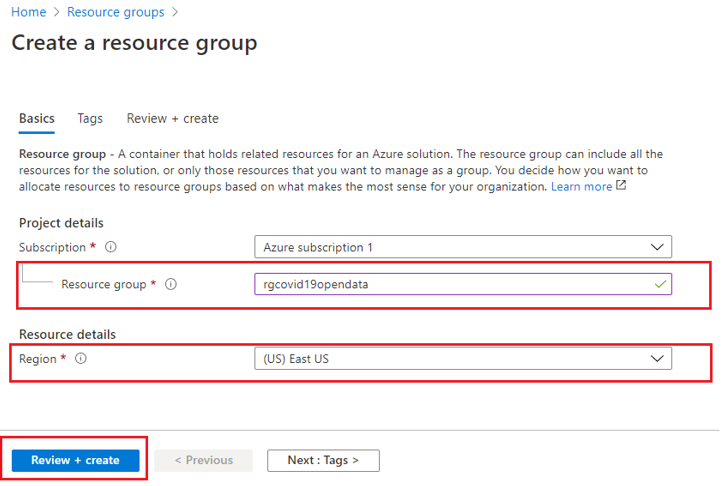 Home > Resource groups >
Create a resource group
Basics Tags Review + create
Resource group - A container that holds related resources for an Azure solution. The resource group can include all the
resources for the solution, or only those resources that you want to manage as a group. You decide how you want to
allocate resources to resource groups based on what makes the most sense for your organization. Learn more
Project details
Subscription * Azure subscription 1
Resource group * rgcovid19opendata
Resource details
Region * (US) East US
Review + create < Previous Next : Tags >